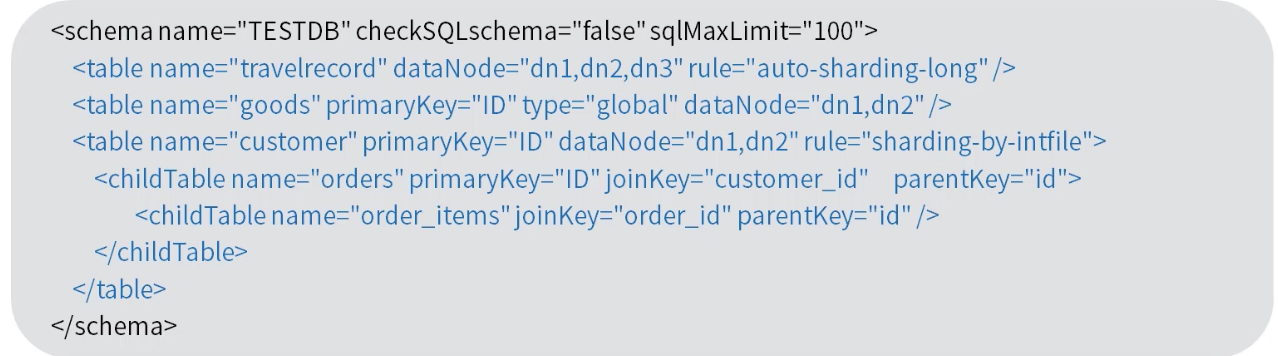 <schema name="TESTDB" checkSQLschema="false" sqlMaxLimit="100">
<table name="travelrecord" dataNode="dn1,dn2,dn3" rule="auto-sharding-long" />
<table name="goods" primaryKey="ID" type="global" dataNode="dn1,dn2" />
<table name="customer" primaryKey="ID" dataNode="dn1,dn2" rule="sharding-by-intfile">
<childTable name="orders" primaryKey="ID" joinKey="customer_id" parentKey="id">
<childTable name="order_items" joinKey="order_id" parentKey="id" />
</childTable>
</table>
</schema>